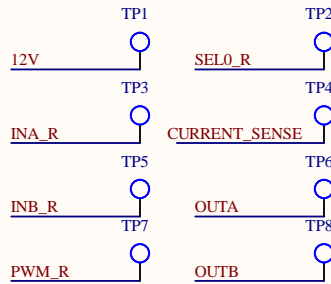 TP1 TP2
12V SEL0_R
TP3 TP4
INA_R CURRENT_SENSE
TP5 TP6
INB_R OUTA
TP7 TP8
PWM_R OUTB